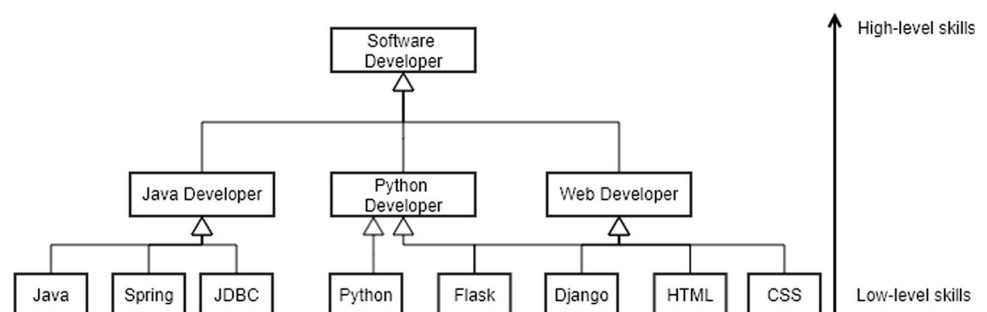 Software
Developer
High-level skills
Java Developer
Python
Developer
Web Developer
Java
Spring
JDBC
Python
Flask
Django
HTML
CSS
Low-level skills